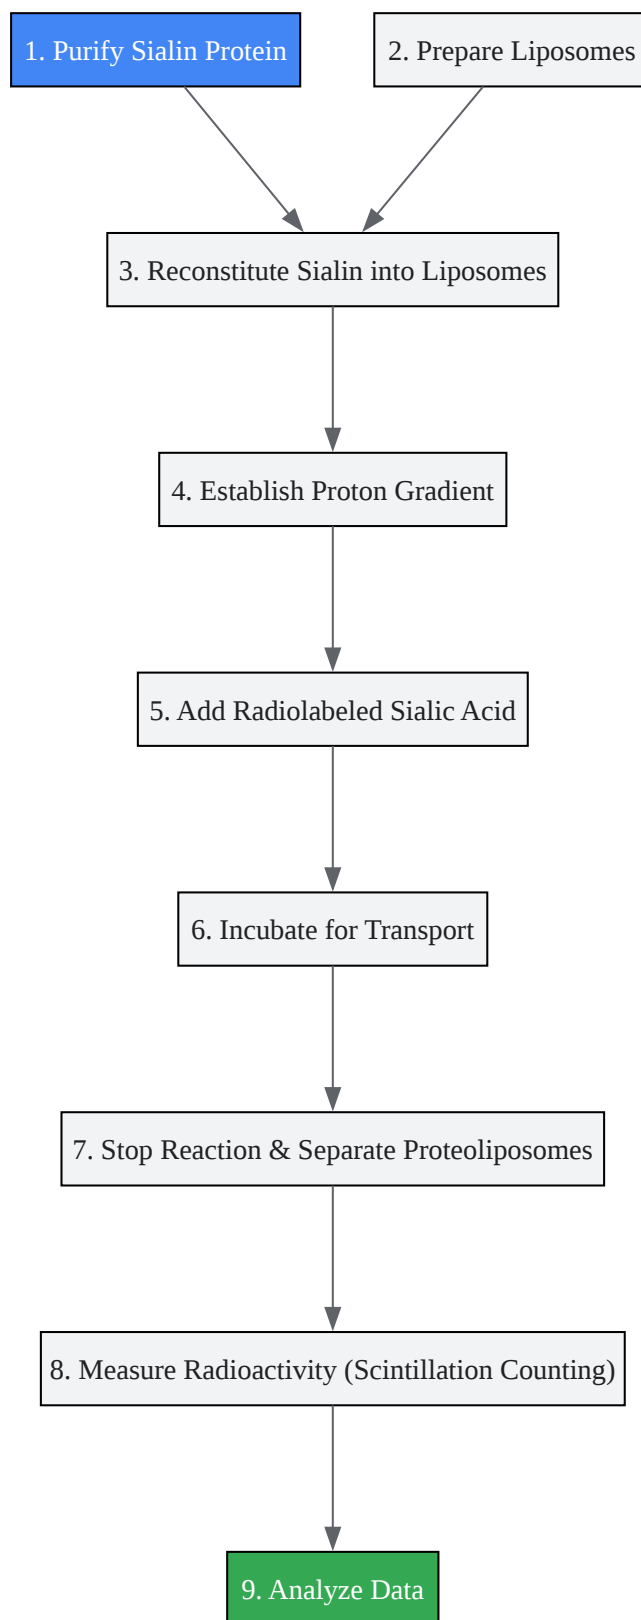 1. Purify Sialin Protein
2. Prepare Liposomes
3. Reconstitute Sialin into Liposomes
4. Establish Proton Gradient
5. Add Radiolabeled Sialic Acid
6. Incubate for Transport
7. Stop Reaction & Separate Proteoliposomes
8. Measure Radioactivity (Scintillation Counting)
9. Analyze Data